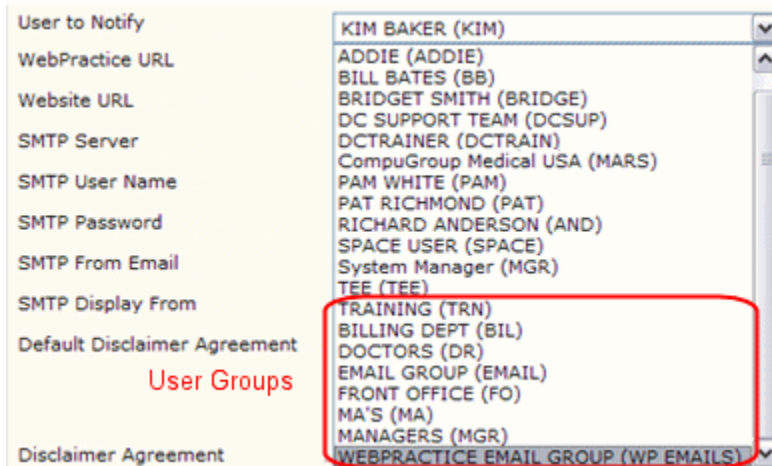 User to Notify
KIM BAKER (KIM)
WebPractice URL
ADDIE (ADDIE)
BILL BATES (BB)
Website URL
BRIDGET SMITH (BRIDGE)
DC SUPPORT TEAM (DCSUP)
SMTP Server
DCTRAINER (DCTRAIN)
CompuGroup Medical USA (MARS)
SMTP User Name
PAM WHITE (PAM)
PAT RICHMOND (PAT)
SMTP Password
RICHARD ANDERSON (AND)
SPACE USER (SPACE)
SMTP From Email
System Manager (MGR)
TEE (TEE)
SMTP Display From
TRAINING (TRN)
BILLING DEPT (BIL)
Default Disclaimer Agreement
DOCTORS (DR)
EMAIL GROUP (EMAIL)
User Groups
FRONT OFFICE (FO)
MA'S (MA)
MANAGERS (MGR)
Disclaimer Agreement
WEBPRACTICE EMAIL GROUP (WP EMAILS)